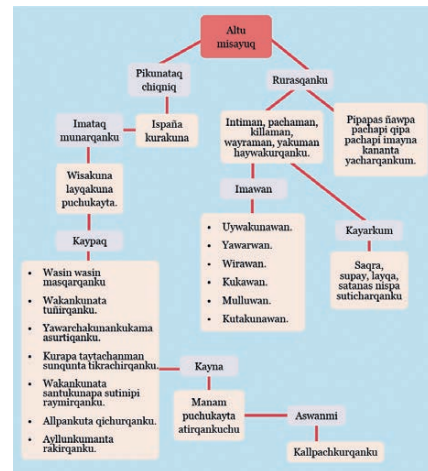 Altu
misayuq
Pikunataq
chiqniq
Rurasqanku
Imataq
munarqanku
España
kurakuna
Intiman, pachaman,
killaman,
wayraman, yakuman
haywakurqanku.
Pipapas ñawpa
pachapi qipa
pachapi imayna
kananta
yacharqankum.
Wisakuna
layqakuna
puchukayta.
Imawan
Kaypaq
Uywakunawan.
Yawarwan.
Wirawan.
Kukawan.
Mulluwan.
Kutakunawan.
Kayarkum
Saqra,
supay, layqa,
satanas nispa
suticharqanku
Wasin wasin
masqarqanku
Wakankunata
tuñirqanku.
Yawarchakunankukama
asurtiqanku.
Kurapa taytachanman
sunqunta tikrachirqanku.
Wakankunata
santukunapa sutinipi
raymirqanku.
Allpankuta qichurqanku.
Ayllunkumanta
rakirqanku.
Kayna
Manam
puchukayta
atirqankuchu
Aswanmi
Kallpachkurqanku